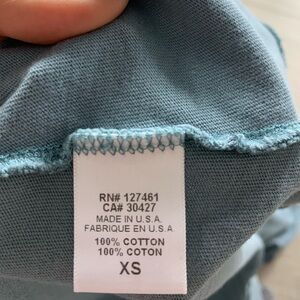 RN# 127461
CA# 30427
MADE IN U.S.A.
FABRIQUE EN U.S.A
100% COTTON
100% COTON
XS